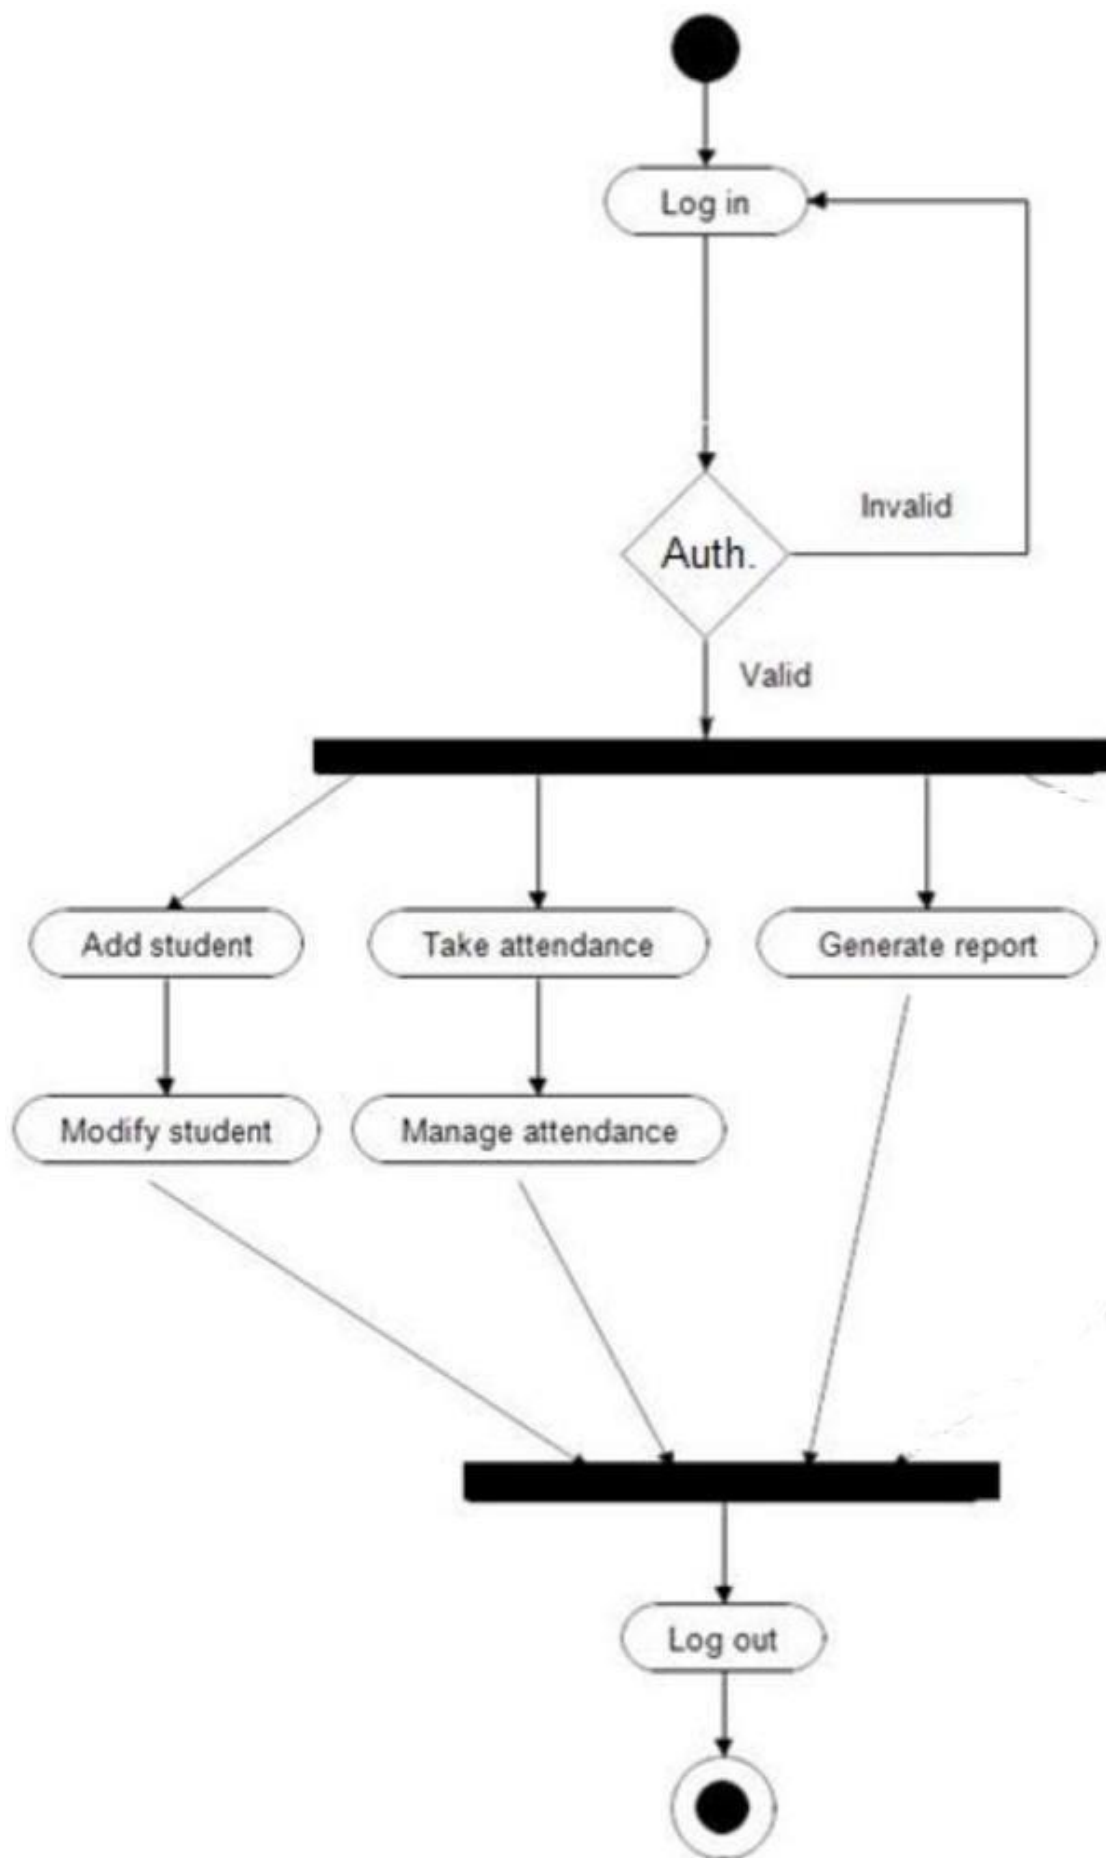 Log in
Invalid
Auth.
Valid
Add student
Take attendance
Generate report
Modify student
Manage attendance
Log out